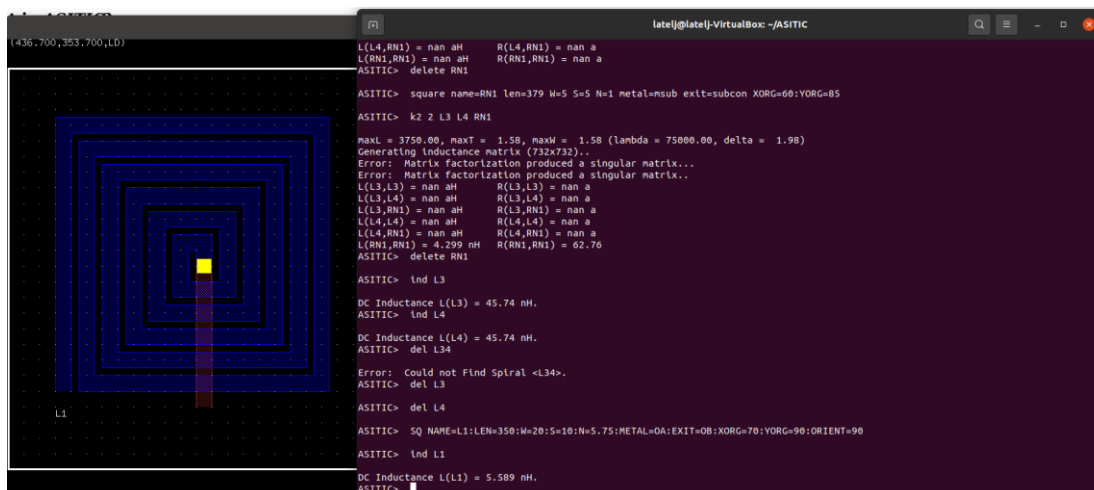 (436.700,353.700,LD)
L1
latelj@latelj-VirtualBox: ~/ASITIC
L(L4,RN1) = nan aH R(L4,RN1) = nan a
L(RN1,RN1) = nan aH R(RN1,RN1) = nan a
ASITIC> delete RN1
ASITIC> square name=RN1 len=379 W=5 S=5 N=1 metal=msub exit=subcon XORG=60:YORG=85
ASITIC> k2 2 L3 L4 RN1
maxL = 3750.00, maxT = 1.58, maxW = 1.58 (lambda = 75000.00, delta = 1.98)
Generating inductance matrix (732x732)..
Error: Matrix factorization produced a singular matrix...
Error: Matrix factorization produced a singular matrix..
L(L3,L3) = nan aH R(L3,L3) = nan a
L(L3,L4) = nan aH R(L3,L4) = nan a
L(L3,RN1) = nan aH R(L3,RN1) = nan a
L(L4,L4) = nan aH R(L4,L4) = nan a
L(L4,RN1) = nan aH R(L4,RN1) = nan a
L(RN1,RN1) = 4.299 nH R(RN1,RN1) = 62.76
ASITIC> delete RN1
ASITIC> ind L3
DC Inductance L(L3) = 45.74 nH.
ASITIC> ind L4
DC Inductance L(L4) = 45.74 nH.
ASITIC> del L34
Error: Could not Find Spiral <L34>.
ASITIC> del L3
ASITIC> del L4
ASITIC> SQ NAME=L1:LEN=350:W=20:S=10:N=5.75:METAL=OA:EXIT=OB:XORG=70:YORG=90:ORIENT=90
ASITIC> ind L1
DC Inductance L(L1) = 5.589 nH.
ASITIC>